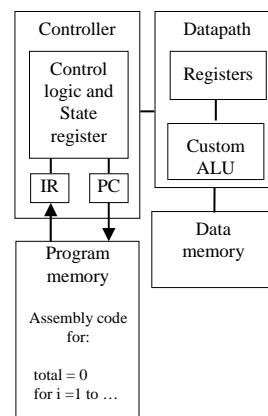 Controller
Control
logic and
State
register
IR
PC
Datapath
Registers
Custom
ALU
Data
memory
Program
memory
Assembly code
for:
total = 0
for i =1 to …